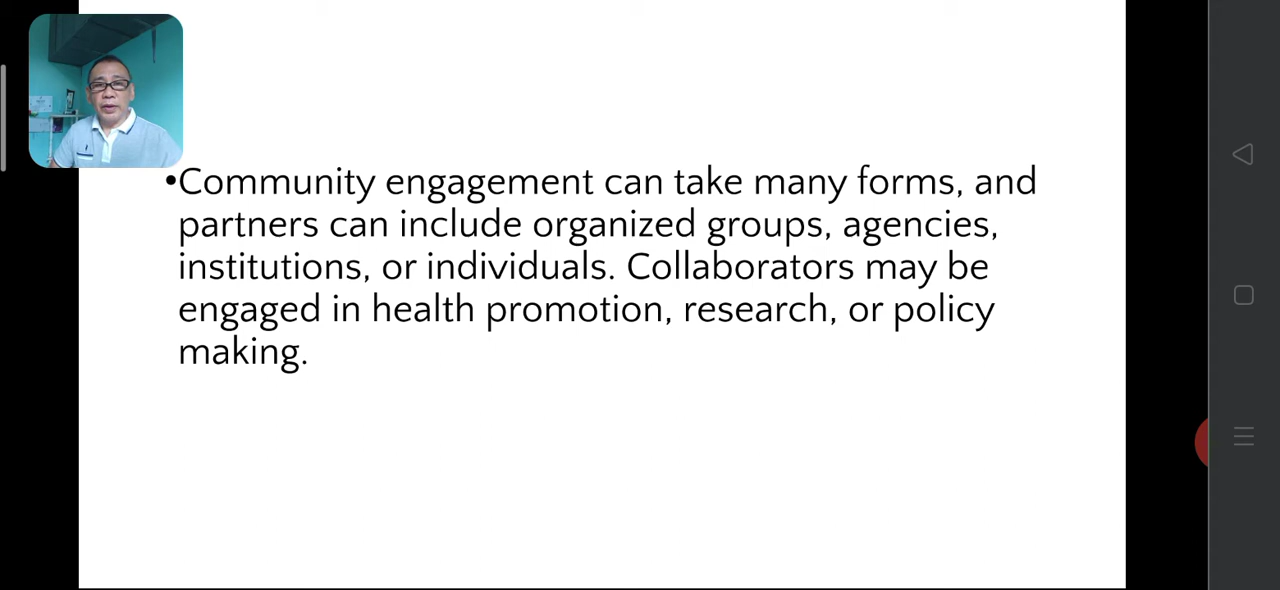 •Community engagement can take many forms, and
partners can include organized groups, agencies,
institutions, or individuals. Collaborators may be
engaged in health promotion, research, or policy
making.